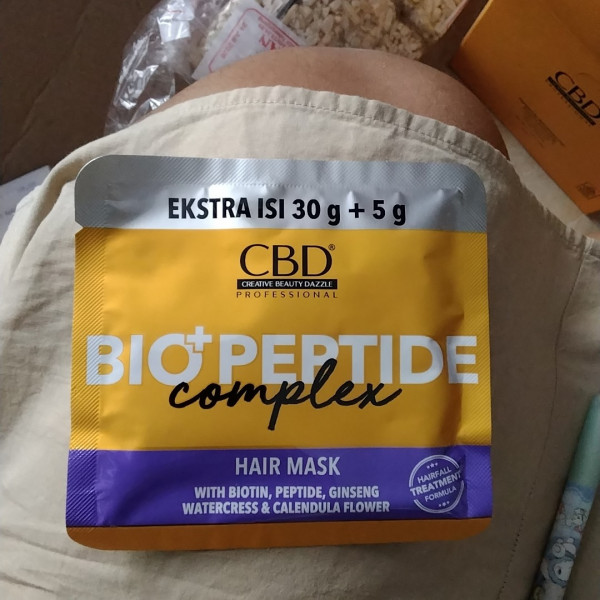 EKSTRA ISI 30 g + 5 g
CBD®
CREATIVE BEAUTY DAZZLE
PROFESSIONAL
BIO+PEPTIDE
complex
HAIR MASK
WITH BIOTIN, PEPTIDE, GINSENG
WATERCRESS & CALENDULA FLOWER
HAIRFALL
TREATMENT
FORMULA
CBD